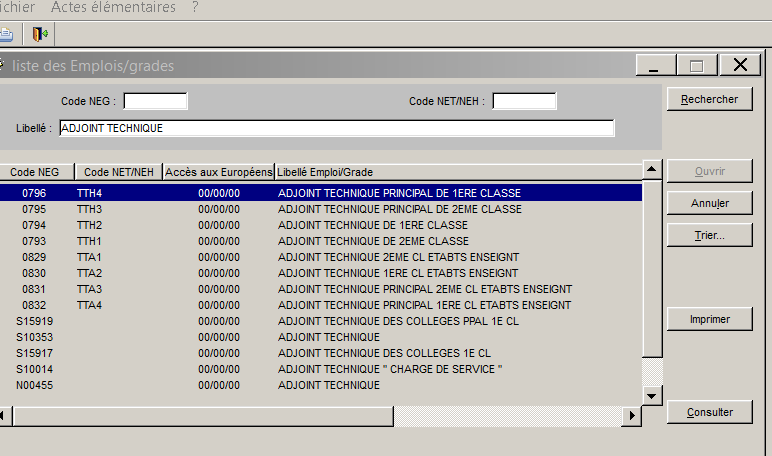 ichier Actes élémentaires ?
liste des Emplois/grades
Code NEG : Code NET/NEH :
Rechercher
Libellé : ADJOINT TECHNIQUE
Code NEG Code NET/NEH Accès aux Européens Libellé Emploi/Grade
Ouvrir
0796 TTH4 00/00/00 ADJOINT TECHNIQUE PRINCIPAL DE 1ERE CLASSE
0795 TTH3 00/00/00 ADJOINT TECHNIQUE PRINCIPAL DE 2EME CLASSE
Annuler
0794 TTH2 00/00/00 ADJOINT TECHNIQUE DE 1ERE CLASSE
0793 TTH1 00/00/00 ADJOINT TECHNIQUE DE 2EME CLASSE
Trier...
0829 TTA1 00/00/00 ADJOINT TECHNIQUE 2EME CL ETABTS ENSEIGNT
0830 TTA2 00/00/00 ADJOINT TECHNIQUE 1ERE CL ETABTS ENSEIGNT
0831 TTA3 00/00/00 ADJOINT TECHNIQUE PRINCIPAL 2EME CL ETABTS ENSEIGNT
0832 TTA4 00/00/00 ADJOINT TECHNIQUE PRINCIPAL 1ERE CL ETABTS ENSEIGNT
S15919 00/00/00 ADJOINT TECHNIQUE DES COLLEGES PPAL 1E CL
Imprimer
S10353 00/00/00 ADJOINT TECHNIQUE
S15917 00/00/00 ADJOINT TECHNIQUE DES COLLEGES 1E CL
S10014 00/00/00 ADJOINT TECHNIQUE " CHARGE DE SERVICE "
N00455 00/00/00 ADJOINT TECHNIQUE
Consulter